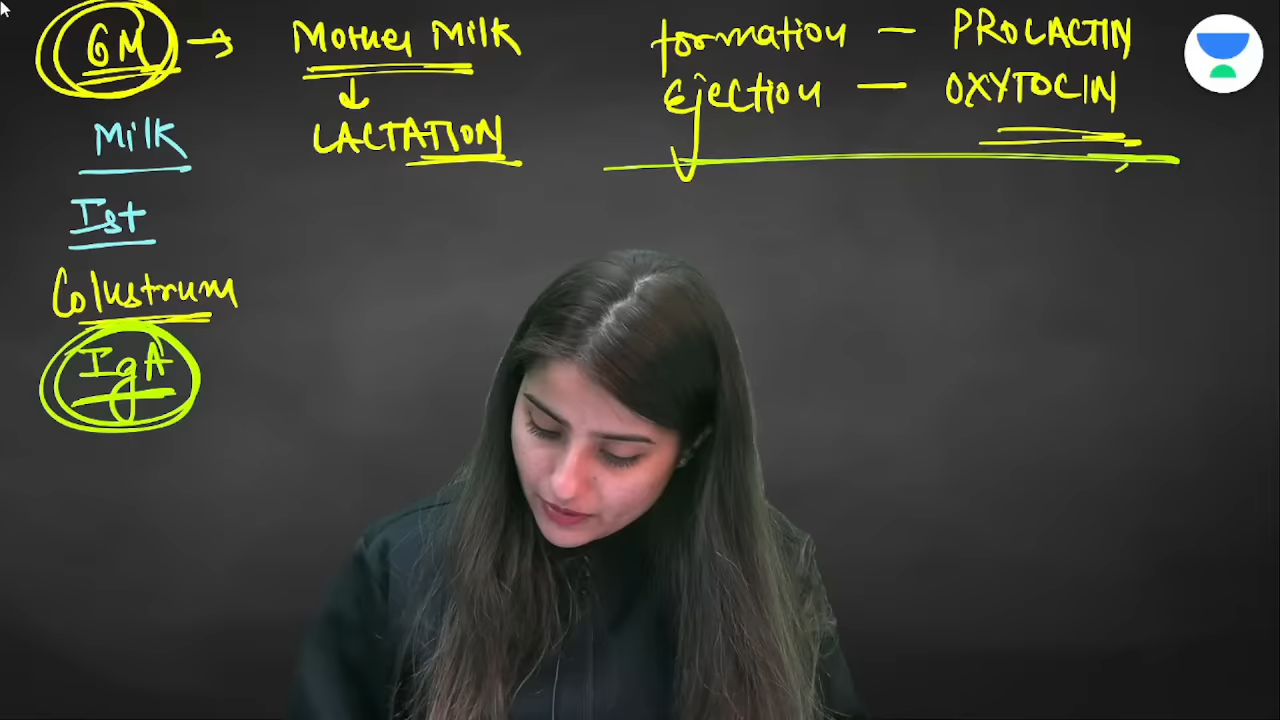 GM → Mother Milk
↓
LACTATION
formation – PROLACTIN
Ejection – OXYTOCIN
Milk
Ist
Colustrum
IgA